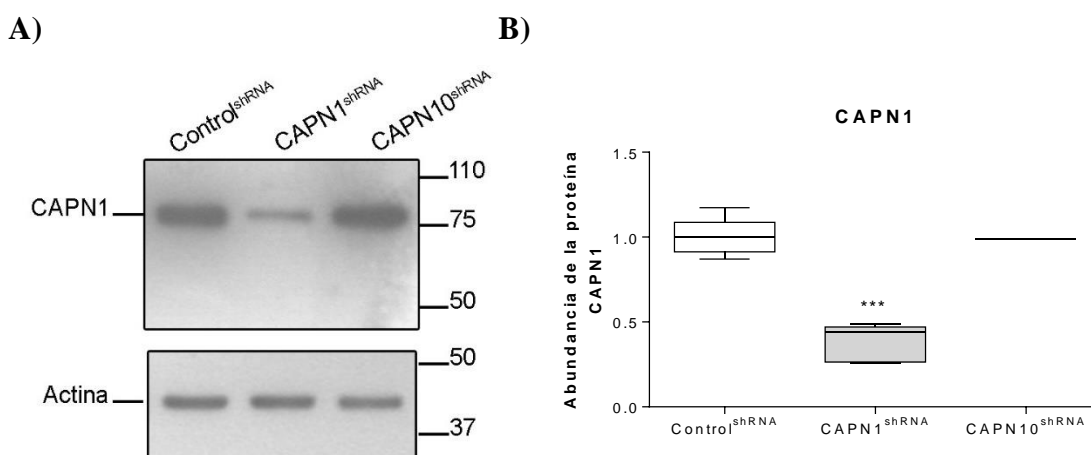 A)
Control^shRNA
CAPN1^shRNA
CAPN10^shRNA
110
CAPN1
75
50
50
Actina
37
B)
CAPN1
Abundancia de la proteína
CAPN1
1.5
1.0
0.5
0.0
***
Control^shRNA
CAPN1^shRNA
CAPN10^shRNA